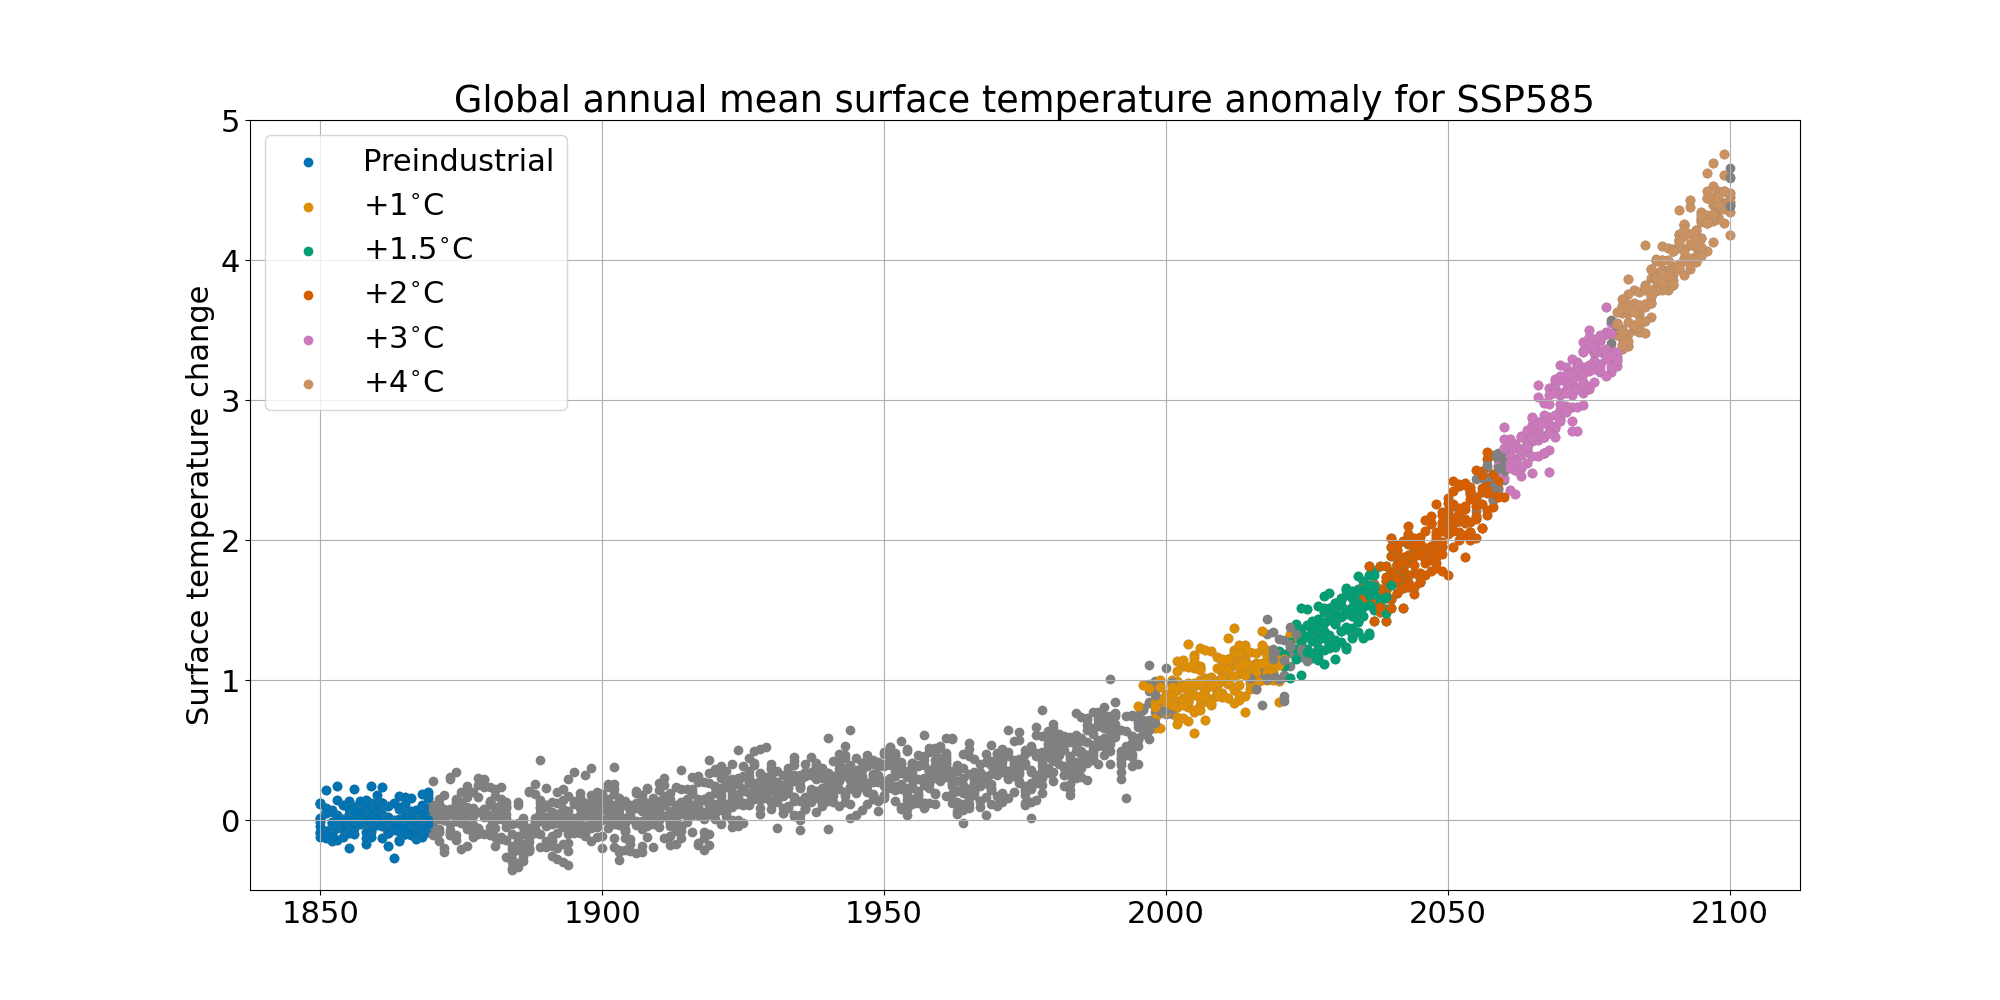 Global annual mean surface temperature anomaly for SSP585
Surface temperature change
5
4
3
2
1
0
Preindustrial
+1°C
+1.5°C
+2°C
+3°C
+4°C
1850 1900 1950 2000 2050 2100